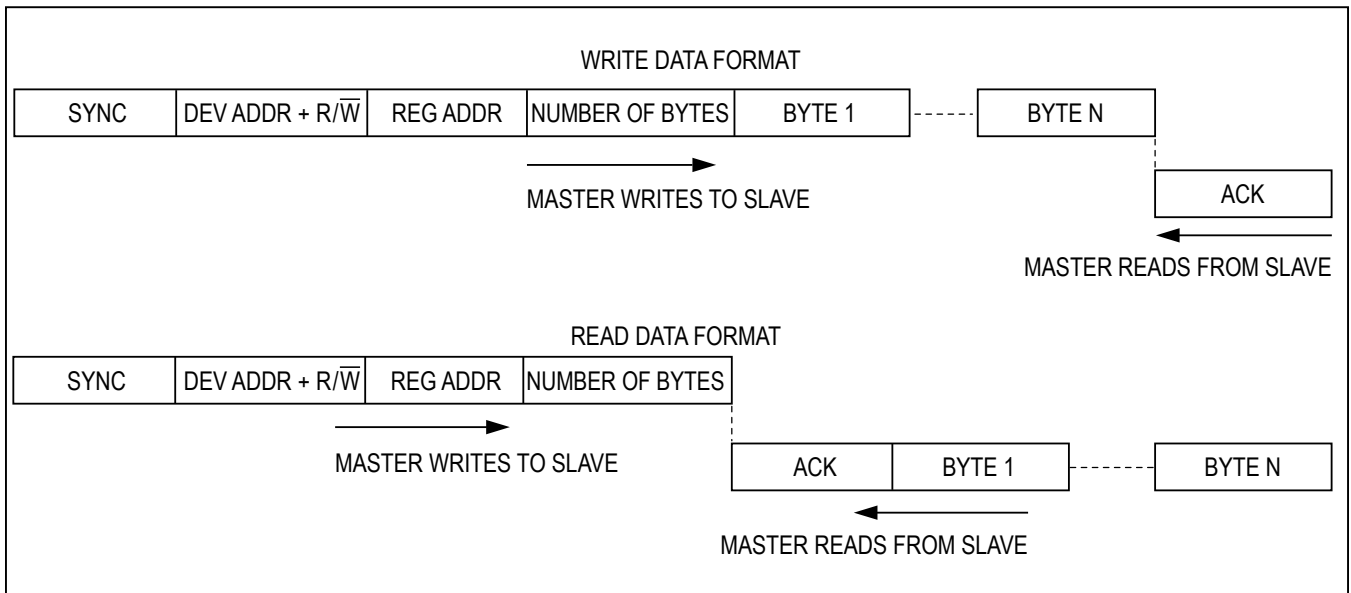 WRITE DATA FORMAT
SYNC DEV ADDR + R/W̅ REG ADDR NUMBER OF BYTES BYTE 1 BYTE N
MASTER WRITES TO SLAVE
ACK
MASTER READS FROM SLAVE
READ DATA FORMAT
SYNC DEV ADDR + R/W̅ REG ADDR NUMBER OF BYTES
MASTER WRITES TO SLAVE
ACK BYTE 1 BYTE N
MASTER READS FROM SLAVE